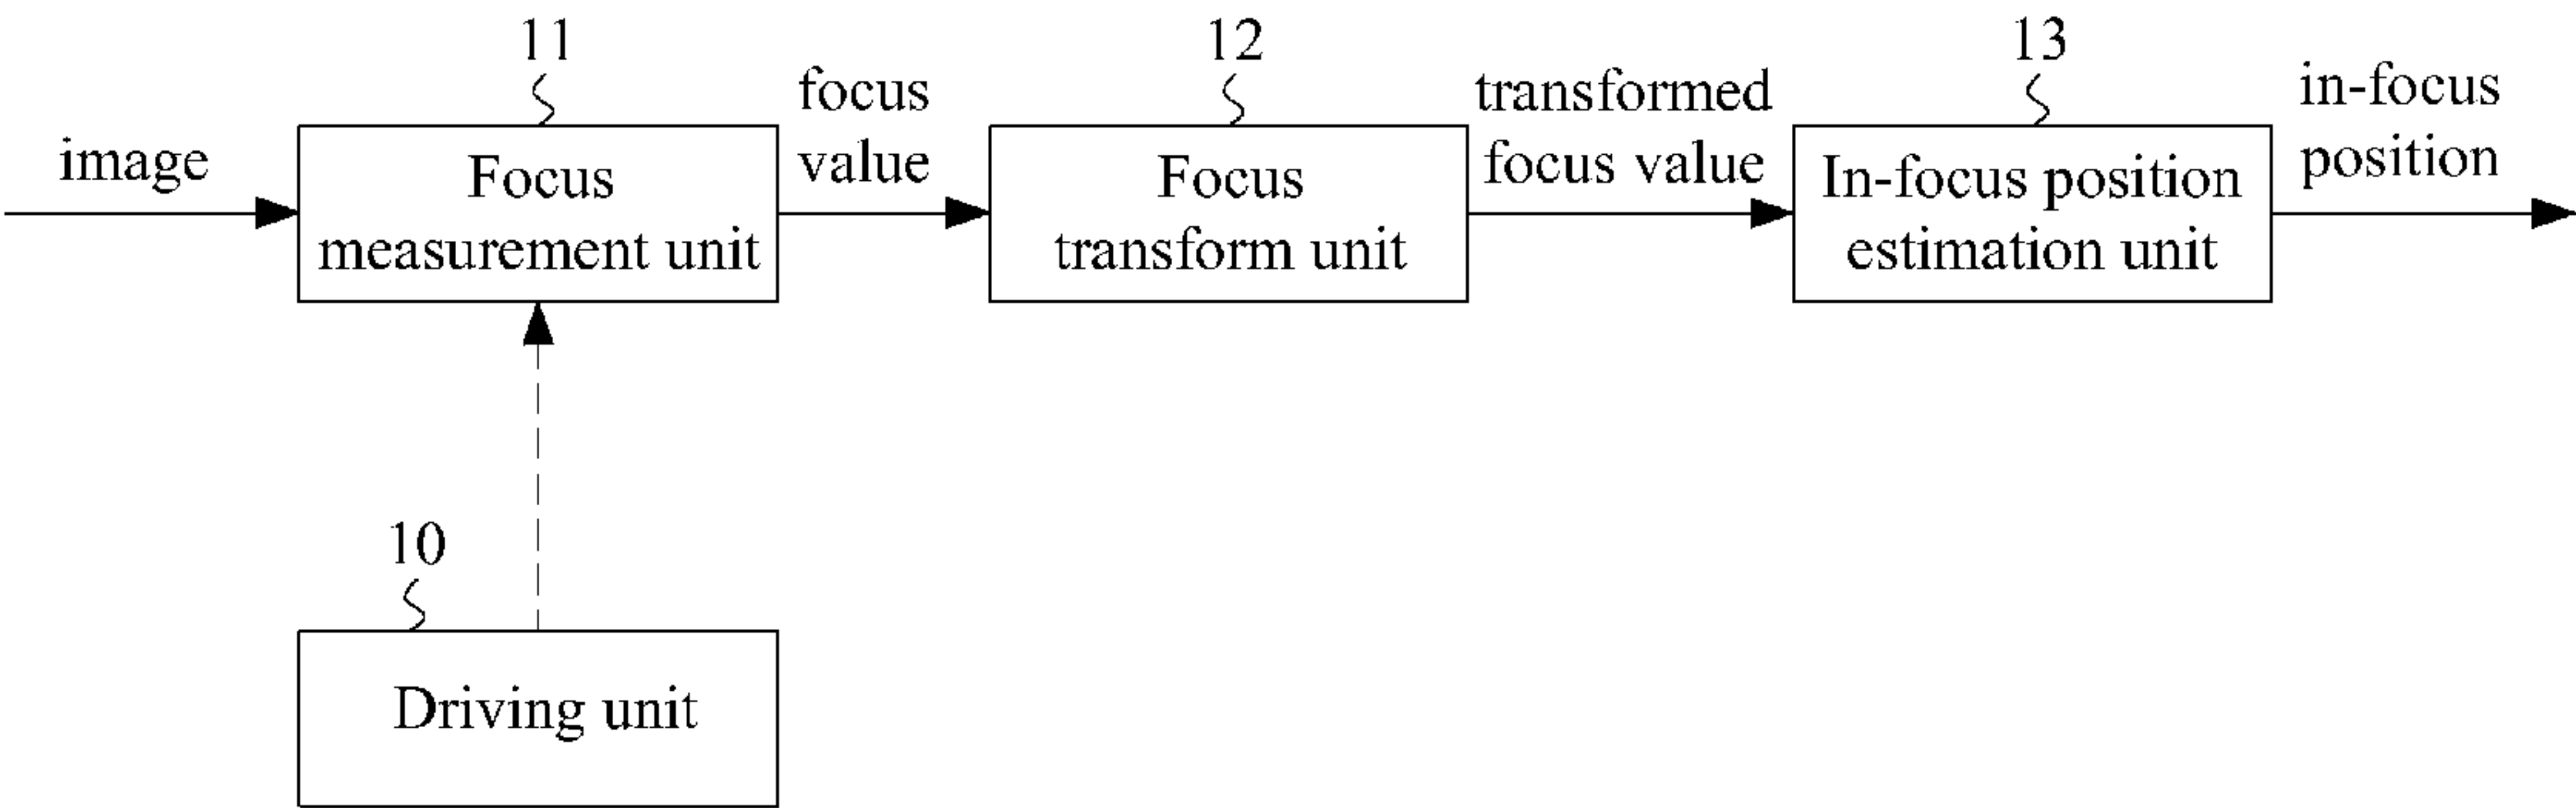 11
12
13
image
Focus
measurement unit
focus
value
Focus
transform unit
transformed
focus value
In-focus position
estimation unit
in-focus
position
10
Driving unit